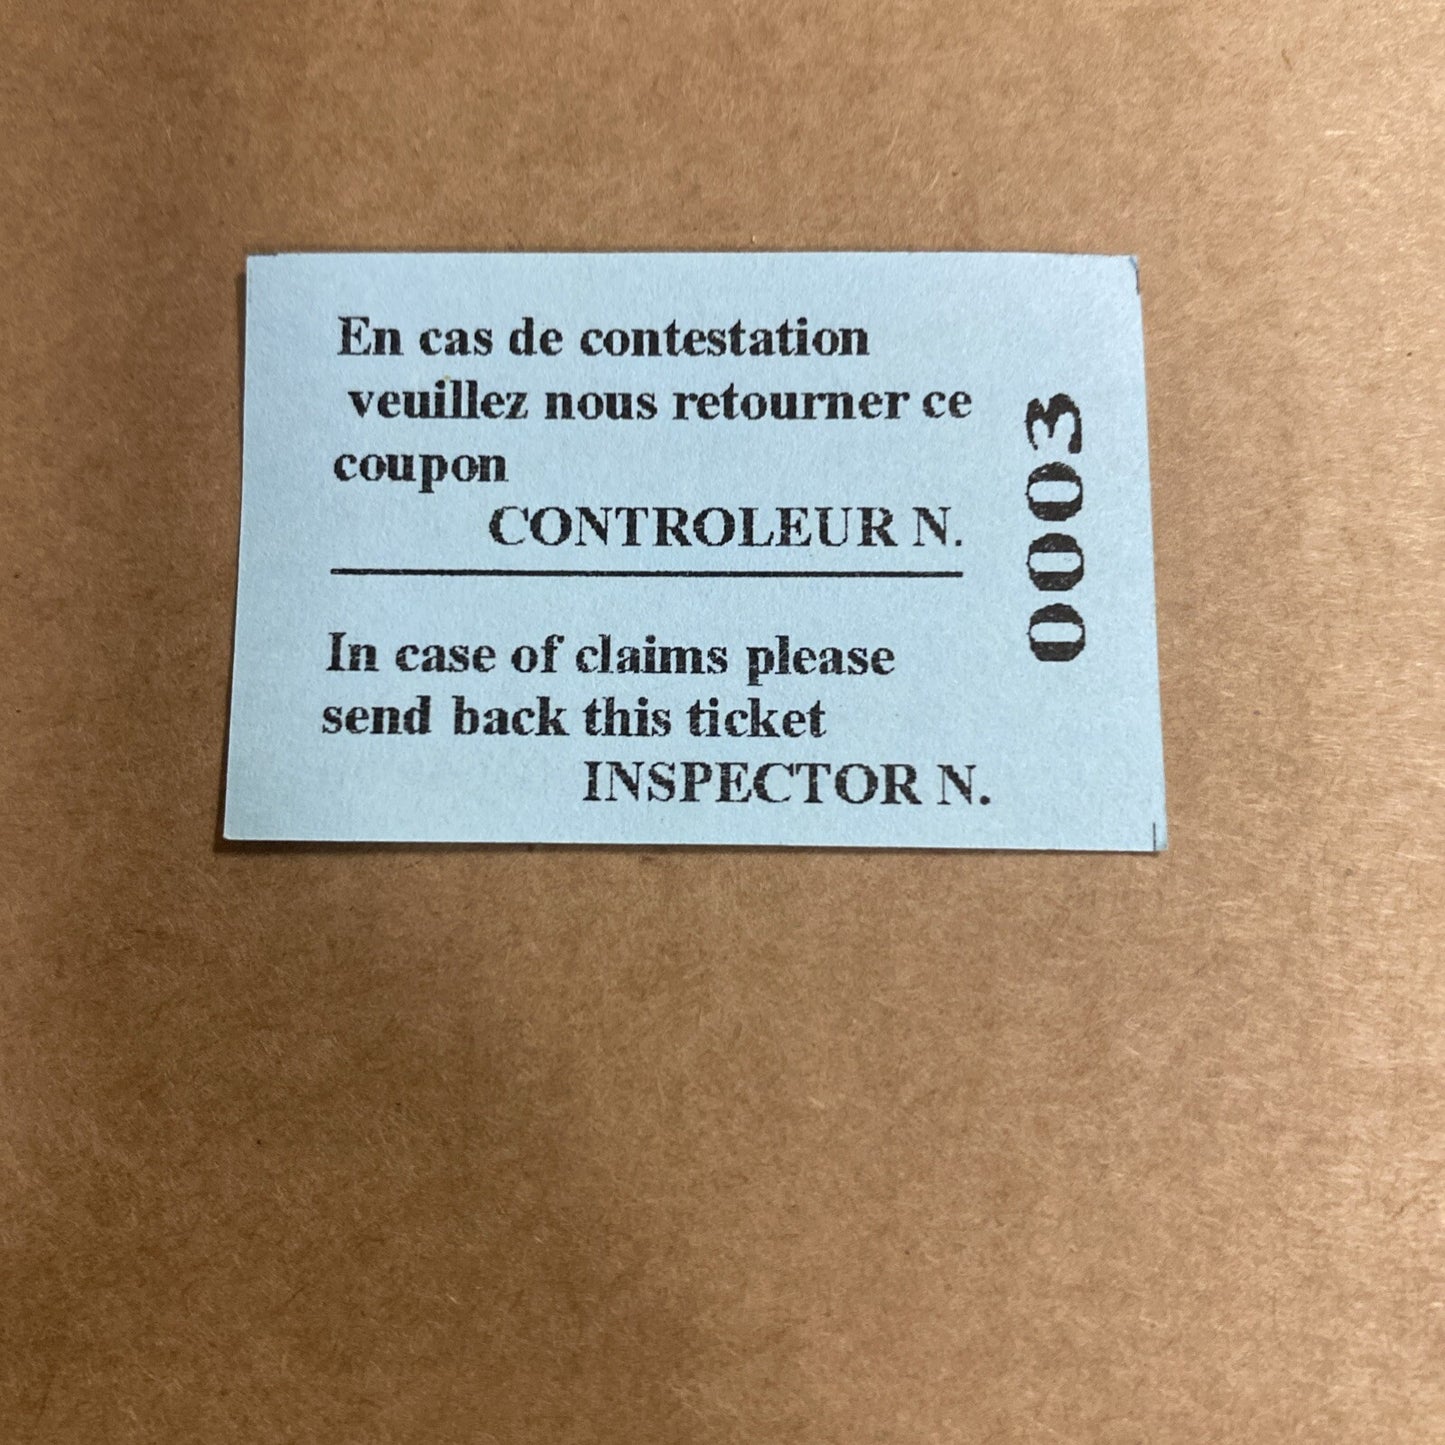 En cas de contestation
veuillez nous retourner ce
coupon
CONTROLEUR N.
In case of claims please
send back this ticket
INSPECTOR N.
0003